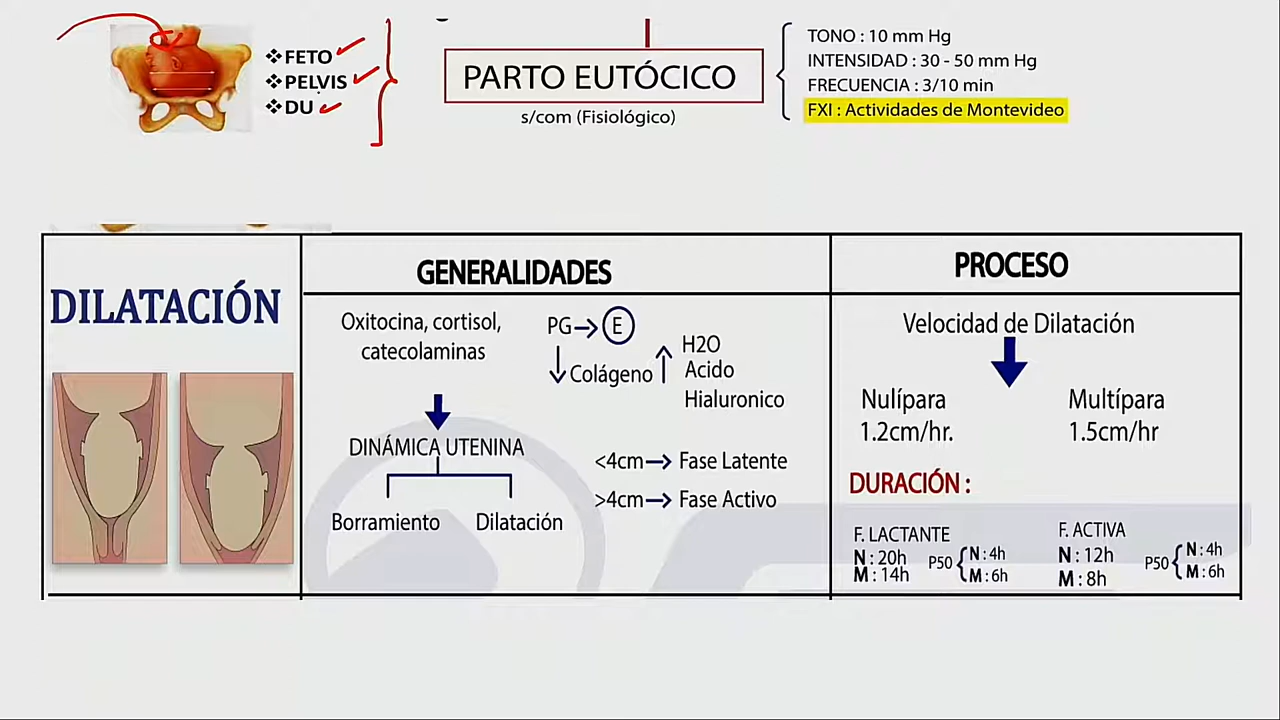 ❖FETO
❖PELVIS
❖DU
PARTO EUTÓCICO
s/com (Fisiológico)
TONO : 10 mm Hg
INTENSIDAD : 30 - 50 mm Hg
FRECUENCIA : 3/10 min
FXI : Actividades de Montevideo
DILATACIÓN
GENERALIDADES
Oxitocina, cortisol,
catecolaminas
PG→ E
↓ Colágeno ↑ H2O
Acido
Hialuronico
DINÁMICA UTENINA
Borramiento Dilatación
<4cm→ Fase Latente
>4cm→ Fase Activo
PROCESO
Velocidad de Dilatación
Nulípara
1.2cm/hr.
Multípara
1.5cm/hr
DURACIÓN :
F. LACTANTE
N : 20h
M : 14h
P50 { N : 4h
M : 6h
F. ACTIVA
N : 12h
M : 8h
P50 { N : 4h
M : 6h